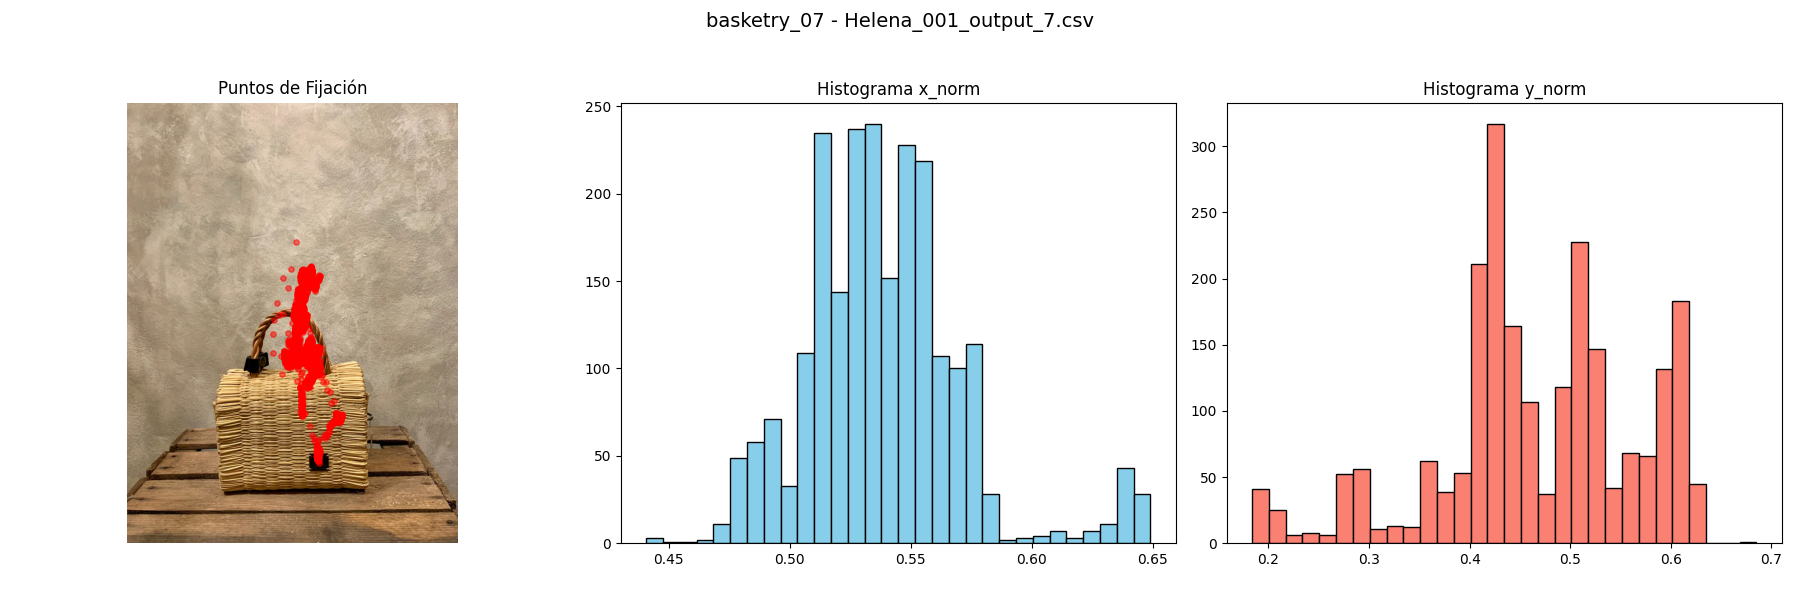 basketry_07 - Helena_001_output_7.csv
Puntos de Fijación
Histograma x_norm
250
200
150
100
50
0
0.45 0.50 0.55 0.60 0.65
Histograma y_norm
300
250
200
150
100
50
0
0.2 0.3 0.4 0.5 0.6 0.7